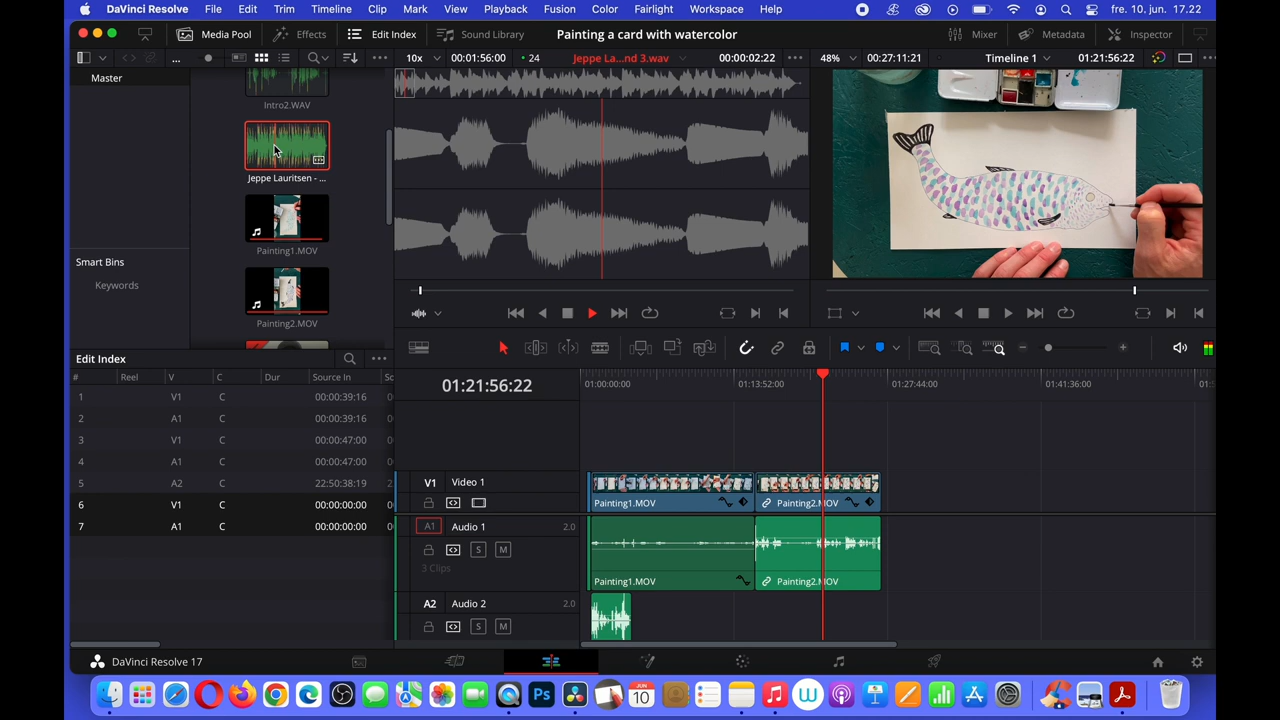 DaVinci Resolve File Edit Trim Timeline Clip Mark View Playback Fusion Color Fairlight Workspace Help fre. 10. jun. 17.22
Media Pool Effects Edit Index Sound Library Painting a card with watercolor Mixer Metadata Inspector
... 10x 00:01:56:00 24 Jeppe La...nd 3.wav 00:00:02:22 48% 00:27:11:21 Timeline 1 01:21:56:22
Master
Intro2.WAV
Jeppe Lauritsen - ...
Painting1.MOV
Smart Bins
Keywords
Painting2.MOV
Edit Index
# Reel V C Dur Source In
1 V1 C 00:00:39:16
2 A1 C 00:00:39:16
3 V1 C 00:00:47:00
4 A1 C 00:00:47:00
5 A2 C 22:50:38:19
6 V1 C 00:00:00:00
7 A1 C 00:00:00:00
01:21:56:22
01:00:00:00 01:13:52:00 01:27:44:00 01:41:36:00
V1 Video 1
Painting1.MOV Painting2.MOV
A1 Audio 1 2.0
S M
3 Clips
Painting1.MOV Painting2.MOV
A2 Audio 2 2.0
S M
DaVinci Resolve 17
JUN
10
Ps
W